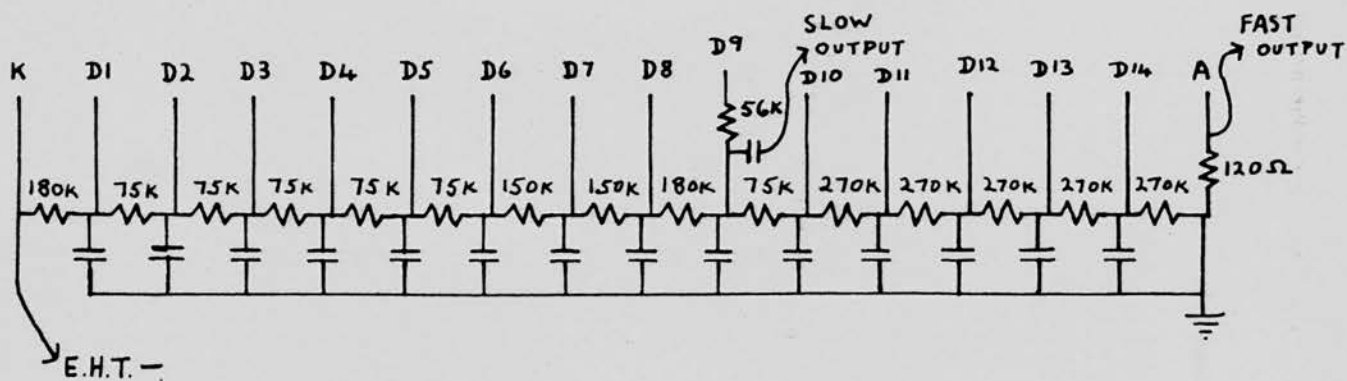 SLOW
OUTPUT
FAST
OUTPUT
K D1 D2 D3 D4 D5 D6 D7 D8 D9 D10 D11 D12 D13 D14 A
56K
120Ω
180K 75K 75K 75K 75K 75K 150K 150K 180K 75K 270K 270K 270K 270K 270K
E.H.T. –